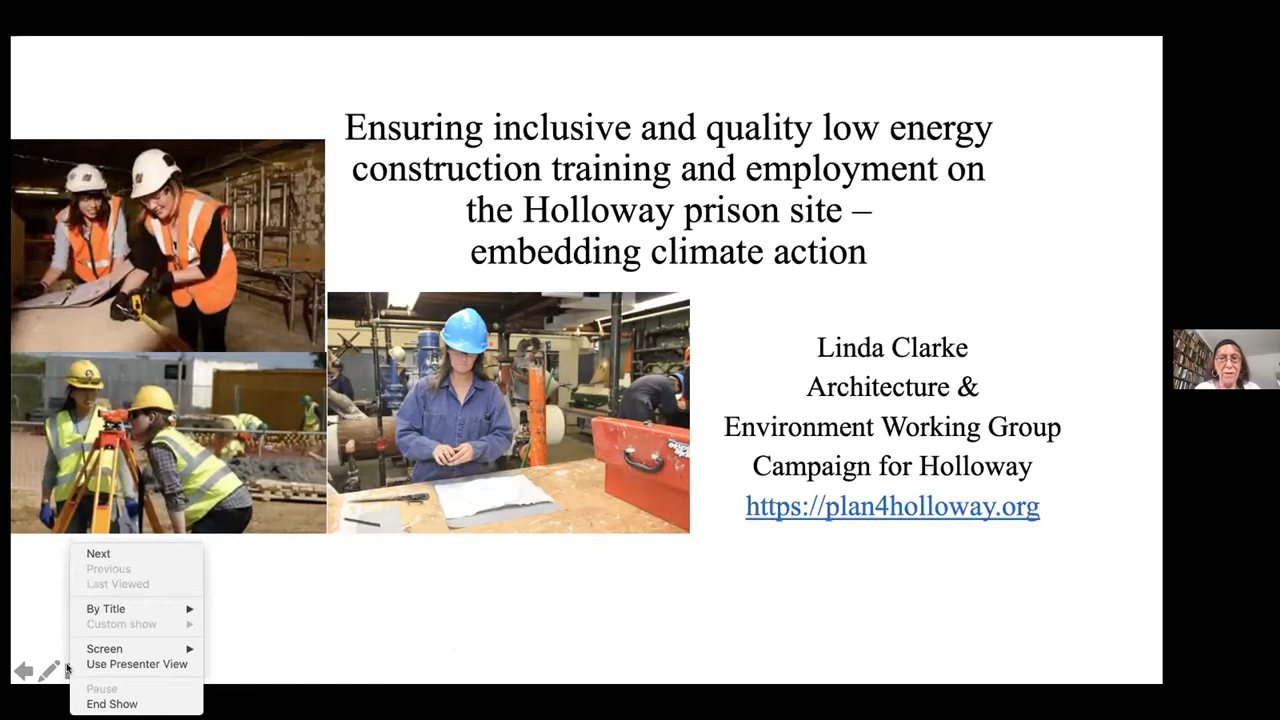 Ensuring inclusive and quality low energy
construction training and employment on
the Holloway prison site –
embedding climate action
Linda Clarke
Architecture &
Environment Working Group
Campaign for Holloway
https://plan4holloway.org
Next
Previous
Last Viewed
By Title
Custom show
Screen
Use Presenter View
Pause
End Show